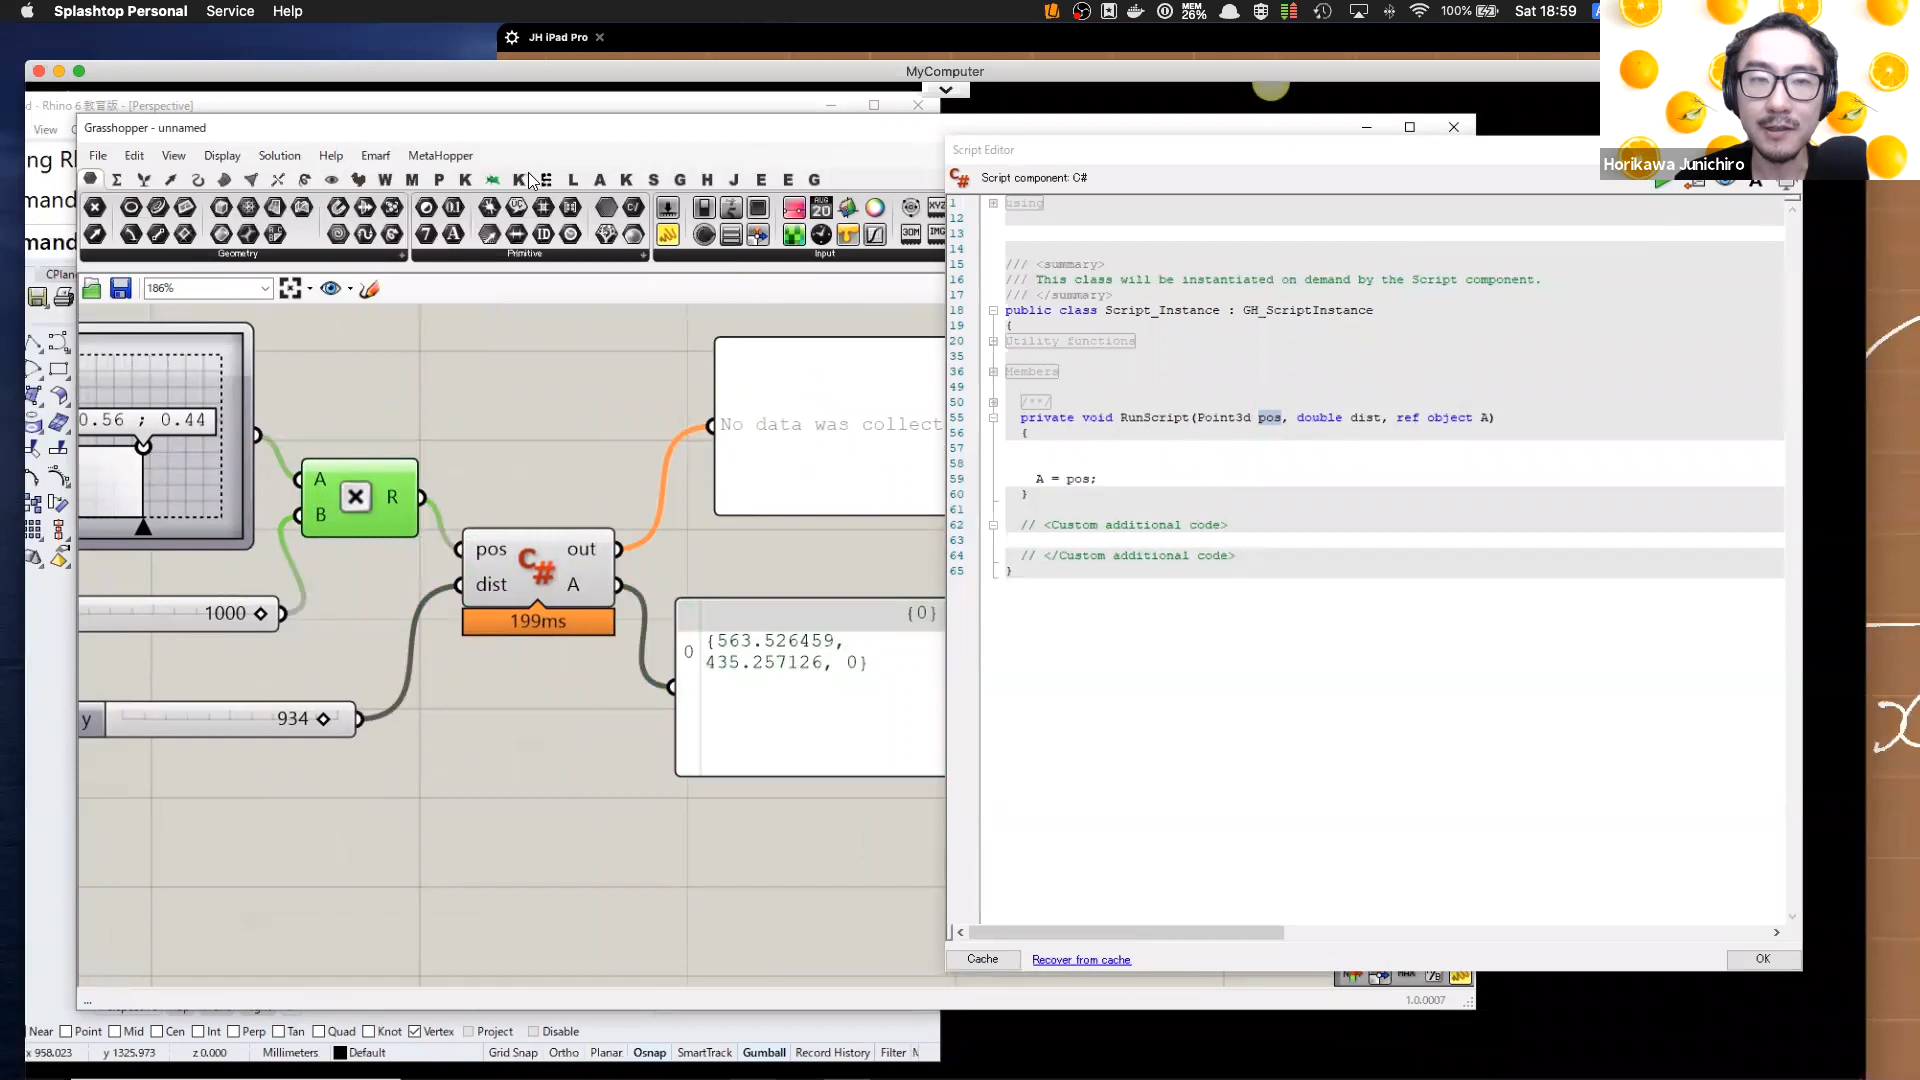 Splashtop Personal Service Help
MEM 26% 100% Sat 18:59
JH iPad Pro
MyComputer
d - Rhino 6 教育版 - [Perspective]
View
Grasshopper - unnamed
File Edit View Display Solution Help Emarf MetaHopper
W M P K K E L A K S G H J E E G
Geometry Primitive Input
CPlan
186%
0.56 ; 0.44
A
B
R
1000
y 934
pos
dist
out
A
199ms
No data was collect
{0}
0 {563.526459,
435.257126, 0}
Script Editor
Script component: C#
Horikawa Junichiro
1 using
12
13
14
15 /// <summary>
16 /// This class will be instantiated on demand by the Script component.
17 /// </summary>
18 public class Script_Instance : GH_ScriptInstance
19 {
20 Utility functions
35
36 Members
49
50 /**/
55 private void RunScript(Point3d pos, double dist, ref object A)
56 {
57
58
59 A = pos;
60 }
61
62 // <Custom additional code>
63
64 // </Custom additional code>
65 }
Cache Recover from cache OK
... 1.0.0007
Near Point Mid Cen Int Perp Tan Quad Knot Vertex Project Disable
x 958.023 y 1325.973 z 0.000 Millimeters Default Grid Snap Ortho Planar Osnap SmartTrack Gumball Record History Filter